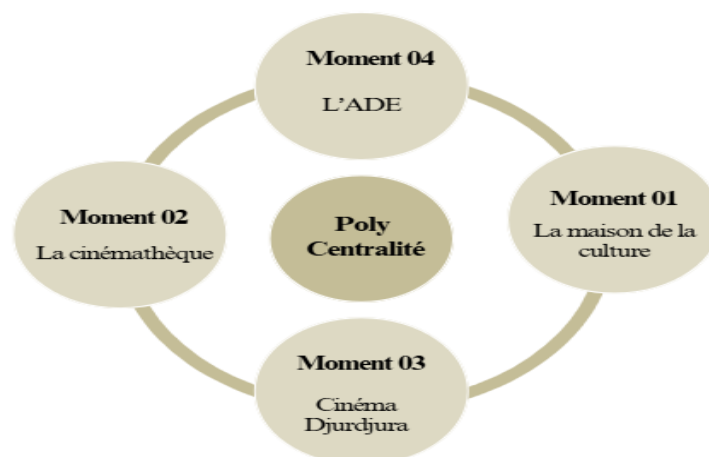 Moment 04
L'ADE
Moment 02
La cinémathèque
Poly
Centralité
Moment 01
La maison de la
culture
Moment 03
Cinéma
Djurdjura